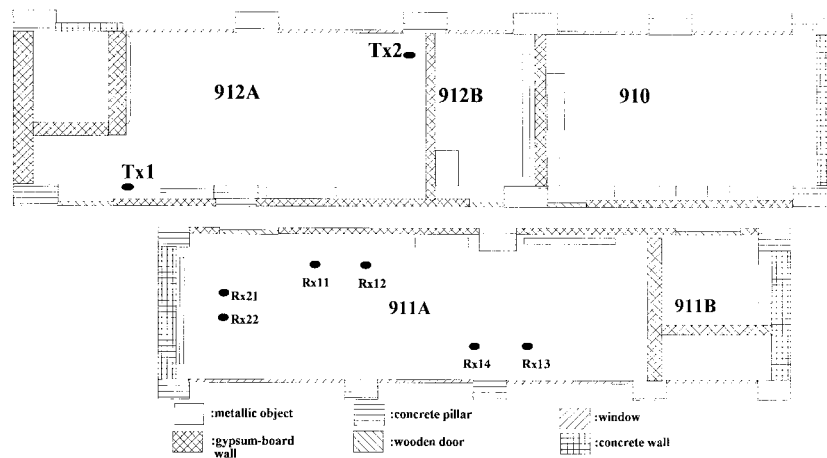 Tx2
912A
912B
910
Tx1
Rx11
Rx12
Rx21
Rx22
911A
911B
Rx14
Rx13
:metallic object
:concrete pillar
:window
:gypsum-board
wall
:wooden door
:concrete wall